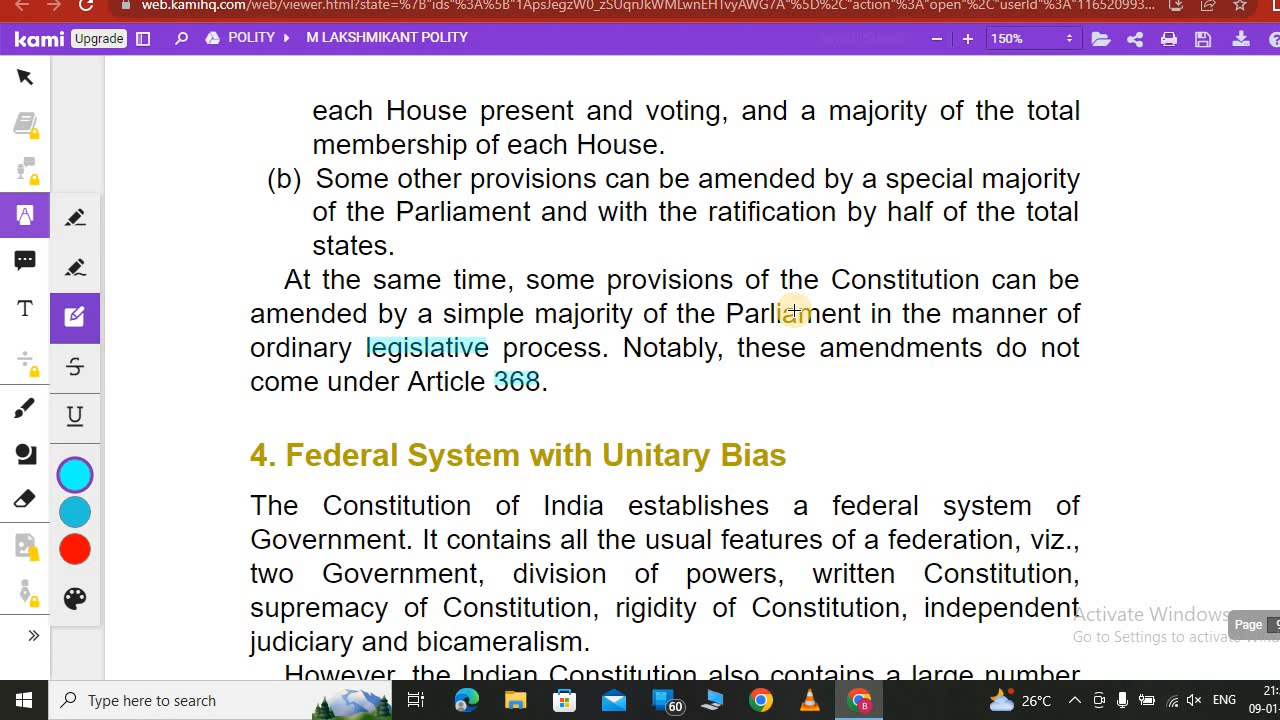 web.kamihq.com/web/viewer.html?state=%7B"ids"%3A%5B"1ApsJegzW0_zSUqnJkWMLwnEHTvyAWG7A"%5D%2C"action"%3A"open"%2C"userId"%3A"116520993...
kami Upgrade POLITY M LAKSHMIKANT POLITY 150%
each House present and voting, and a majority of the total
membership of each House.
(b) Some other provisions can be amended by a special majority
of the Parliament and with the ratification by half of the total
states.
At the same time, some provisions of the Constitution can be
amended by a simple majority of the Parliament in the manner of
ordinary legislative process. Notably, these amendments do not
come under Article 368.
4. Federal System with Unitary Bias
The Constitution of India establishes a federal system of
Government. It contains all the usual features of a federation, viz.,
two Government, division of powers, written Constitution,
supremacy of Constitution, rigidity of Constitution, independent
judiciary and bicameralism.
However, the Indian Constitution also contains a large number
Activate Windows
Go to Settings to activate
Page 9
Type here to search
60
26°C
ENG
21:
09-01-